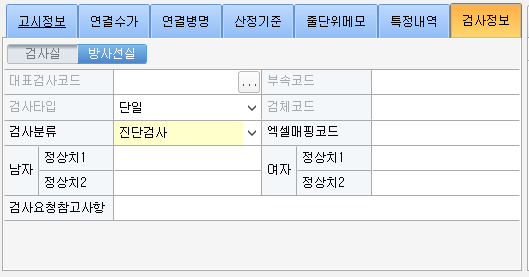 고시정보 연결수가 연결병명 산정기준 줄단위메모 특정내역 검사정보
검사실 방사선실
대표검사코드 ... 부속코드
검사타입 단일 검체코드
검사분류 진단검사 엑셀매핑코드
남자 정상치1 여자 정상치1
정상치2 정상치2
검사요청참고사항